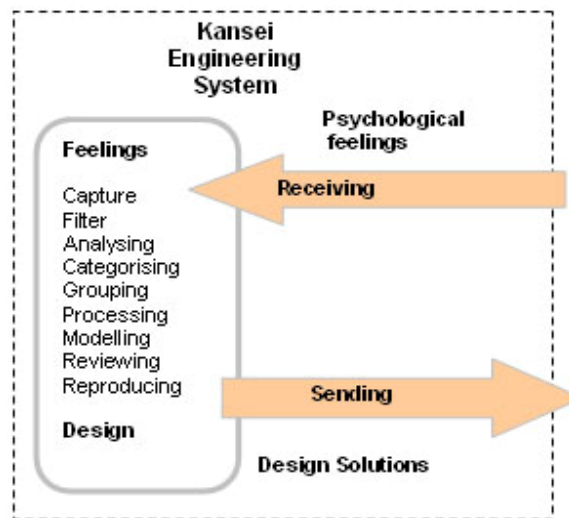 Kansei
Engineering
System
Psychological
feelings
Receiving
Feelings
Capture
Filter
Analysing
Categorising
Grouping
Processing
Modelling
Reviewing
Reproducing
Design
Sending
Design Solutions